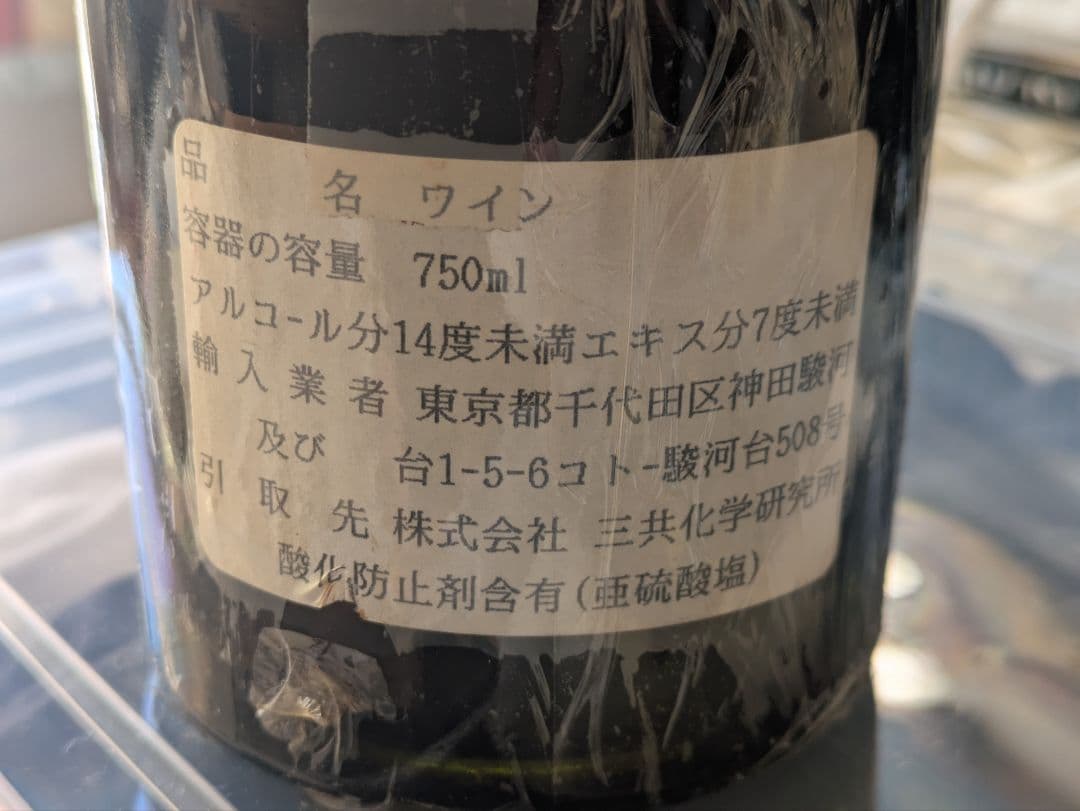 品　　　名　ワイン
容器の容量　750ml
アルコール分14度未満エキス分7度未満
輸入業者　東京都千代田区神田駿河
及び　台1-5-6コトー駿河台508号
引取先　株式会社　三共化学研究所
酸化防止剤含有(亜硫酸塩)